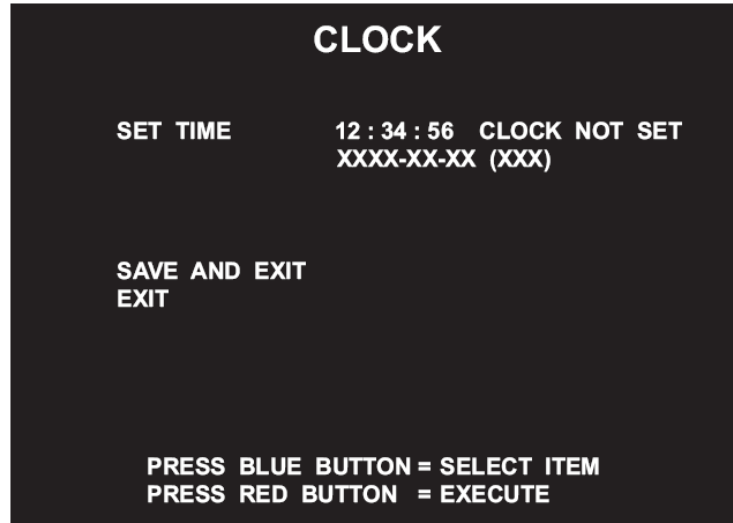 CLOCK
SET TIME 12 : 34 : 56 CLOCK NOT SET
XXXX-XX-XX (XXX)
SAVE AND EXIT
EXIT
PRESS BLUE BUTTON = SELECT ITEM
PRESS RED BUTTON = EXECUTE